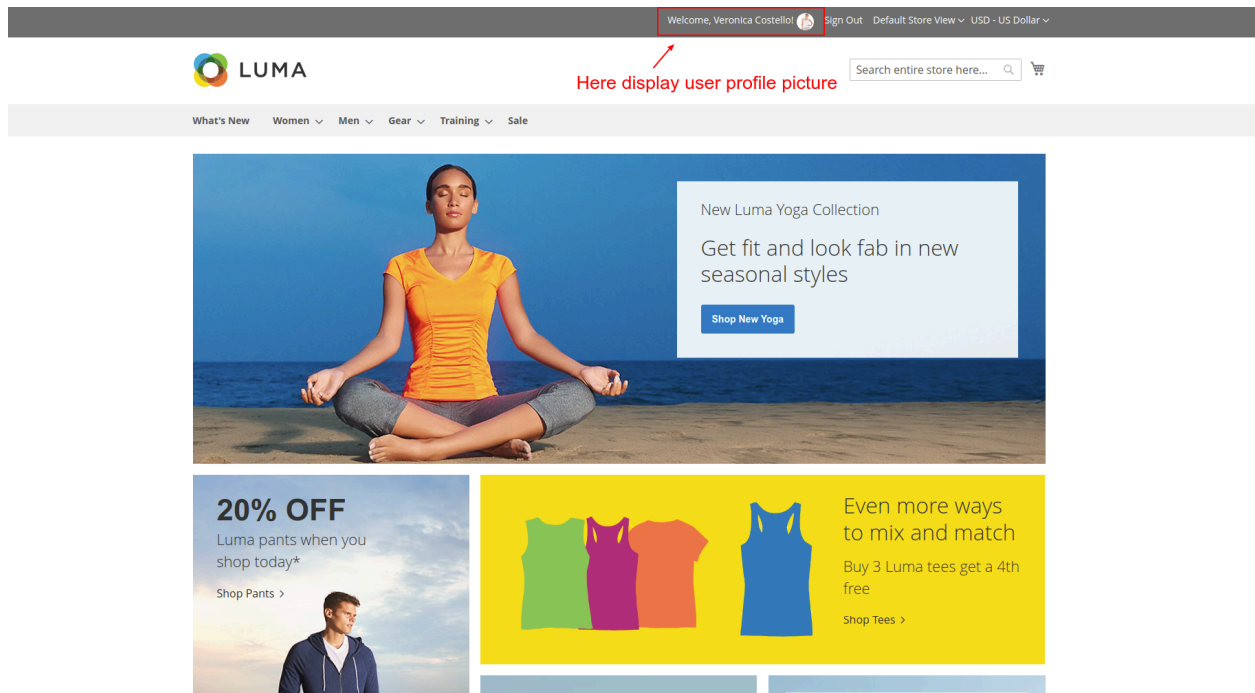 Welcome, Veronica Costello! Sign Out Default Store View USD - US Dollar
LUMA
Search entire store here...
Here display user profile picture
What's New Women Men Gear Training Sale
New Luma Yoga Collection
Get fit and look fab in new
seasonal styles
Shop New Yoga
20% OFF
Luma pants when you
shop today*
Shop Pants >
Even more ways
to mix and match
Buy 3 Luma tees get a 4th
free
Shop Tees >